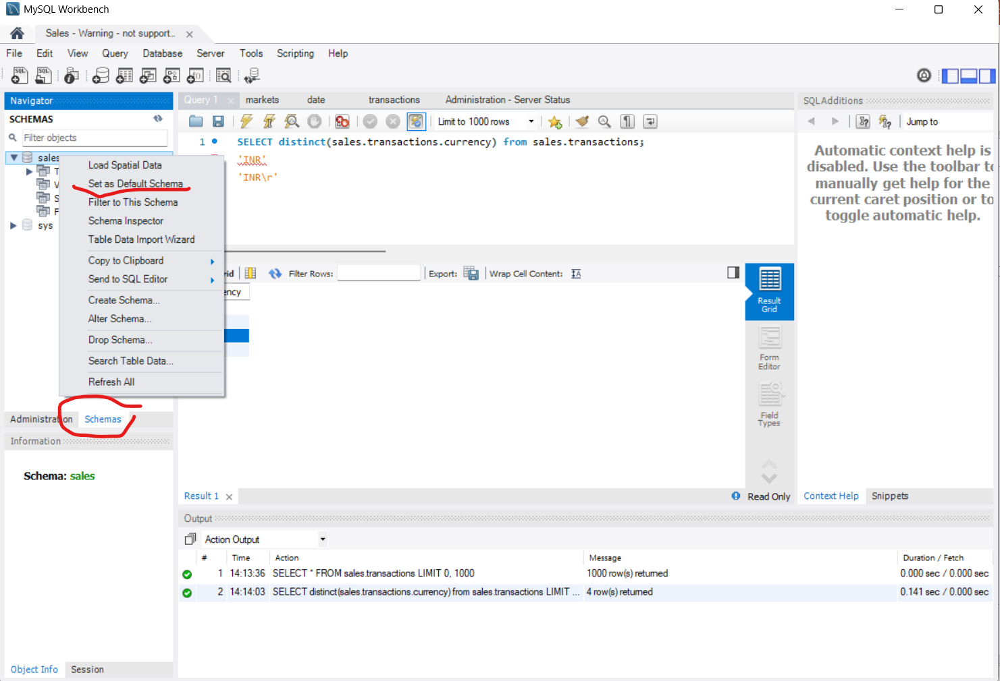 MySQL Workbench
Sales - Warning - not support...
File Edit View Query Database Server Tools Scripting Help
Navigator
SCHEMAS
Filter objects
sales
T
V
S
F
sys
Load Spatial Data
Set as Default Schema
Filter to This Schema
Schema Inspector
Table Data Import Wizard
Copy to Clipboard
Send to SQL Editor
Create Schema...
Alter Schema...
Drop Schema...
Search Table Data...
Refresh All
Administration Schemas
Information
Schema: sales
Object Info Session
Query 1 markets date transactions Administration - Server Status
Limit to 1000 rows
1 SELECT distinct(sales.transactions.currency) from sales.transactions;
'INR'
'INR\r'
rid Filter Rows: Export: Wrap Cell Content: IA
ency
Result Grid
Form Editor
Field Types
Result 1 Read Only
SQLAdditions
Jump to
Automatic context help is
disabled. Use the toolbar to
manually get help for the
current caret position or to
toggle automatic help.
Context Help Snippets
Output
Action Output
# Time Action Message Duration / Fetch
1 14:13:36 SELECT * FROM sales.transactions LIMIT 0, 1000 1000 row(s) returned 0.000 sec / 0.000 sec
2 14:14:03 SELECT distinct(sales.transactions.currency) from sales.transactions LIMIT ... 4 row(s) returned 0.141 sec / 0.000 sec